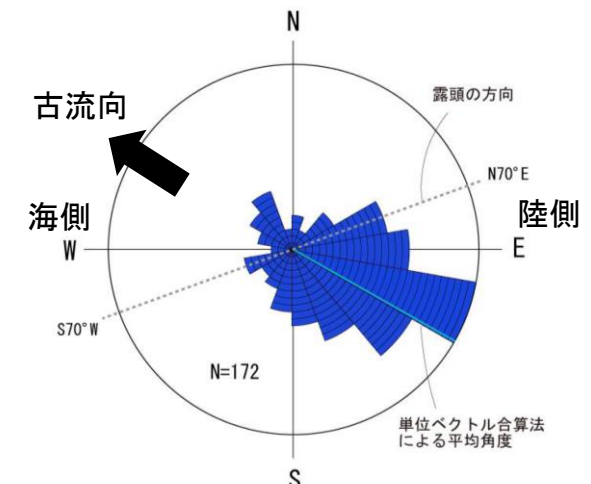 N
古流向
露頭の方向
N70°E
海側
陸側
W
E
S70°W
N=172
単位ベクトル合算法
による平均角度
S